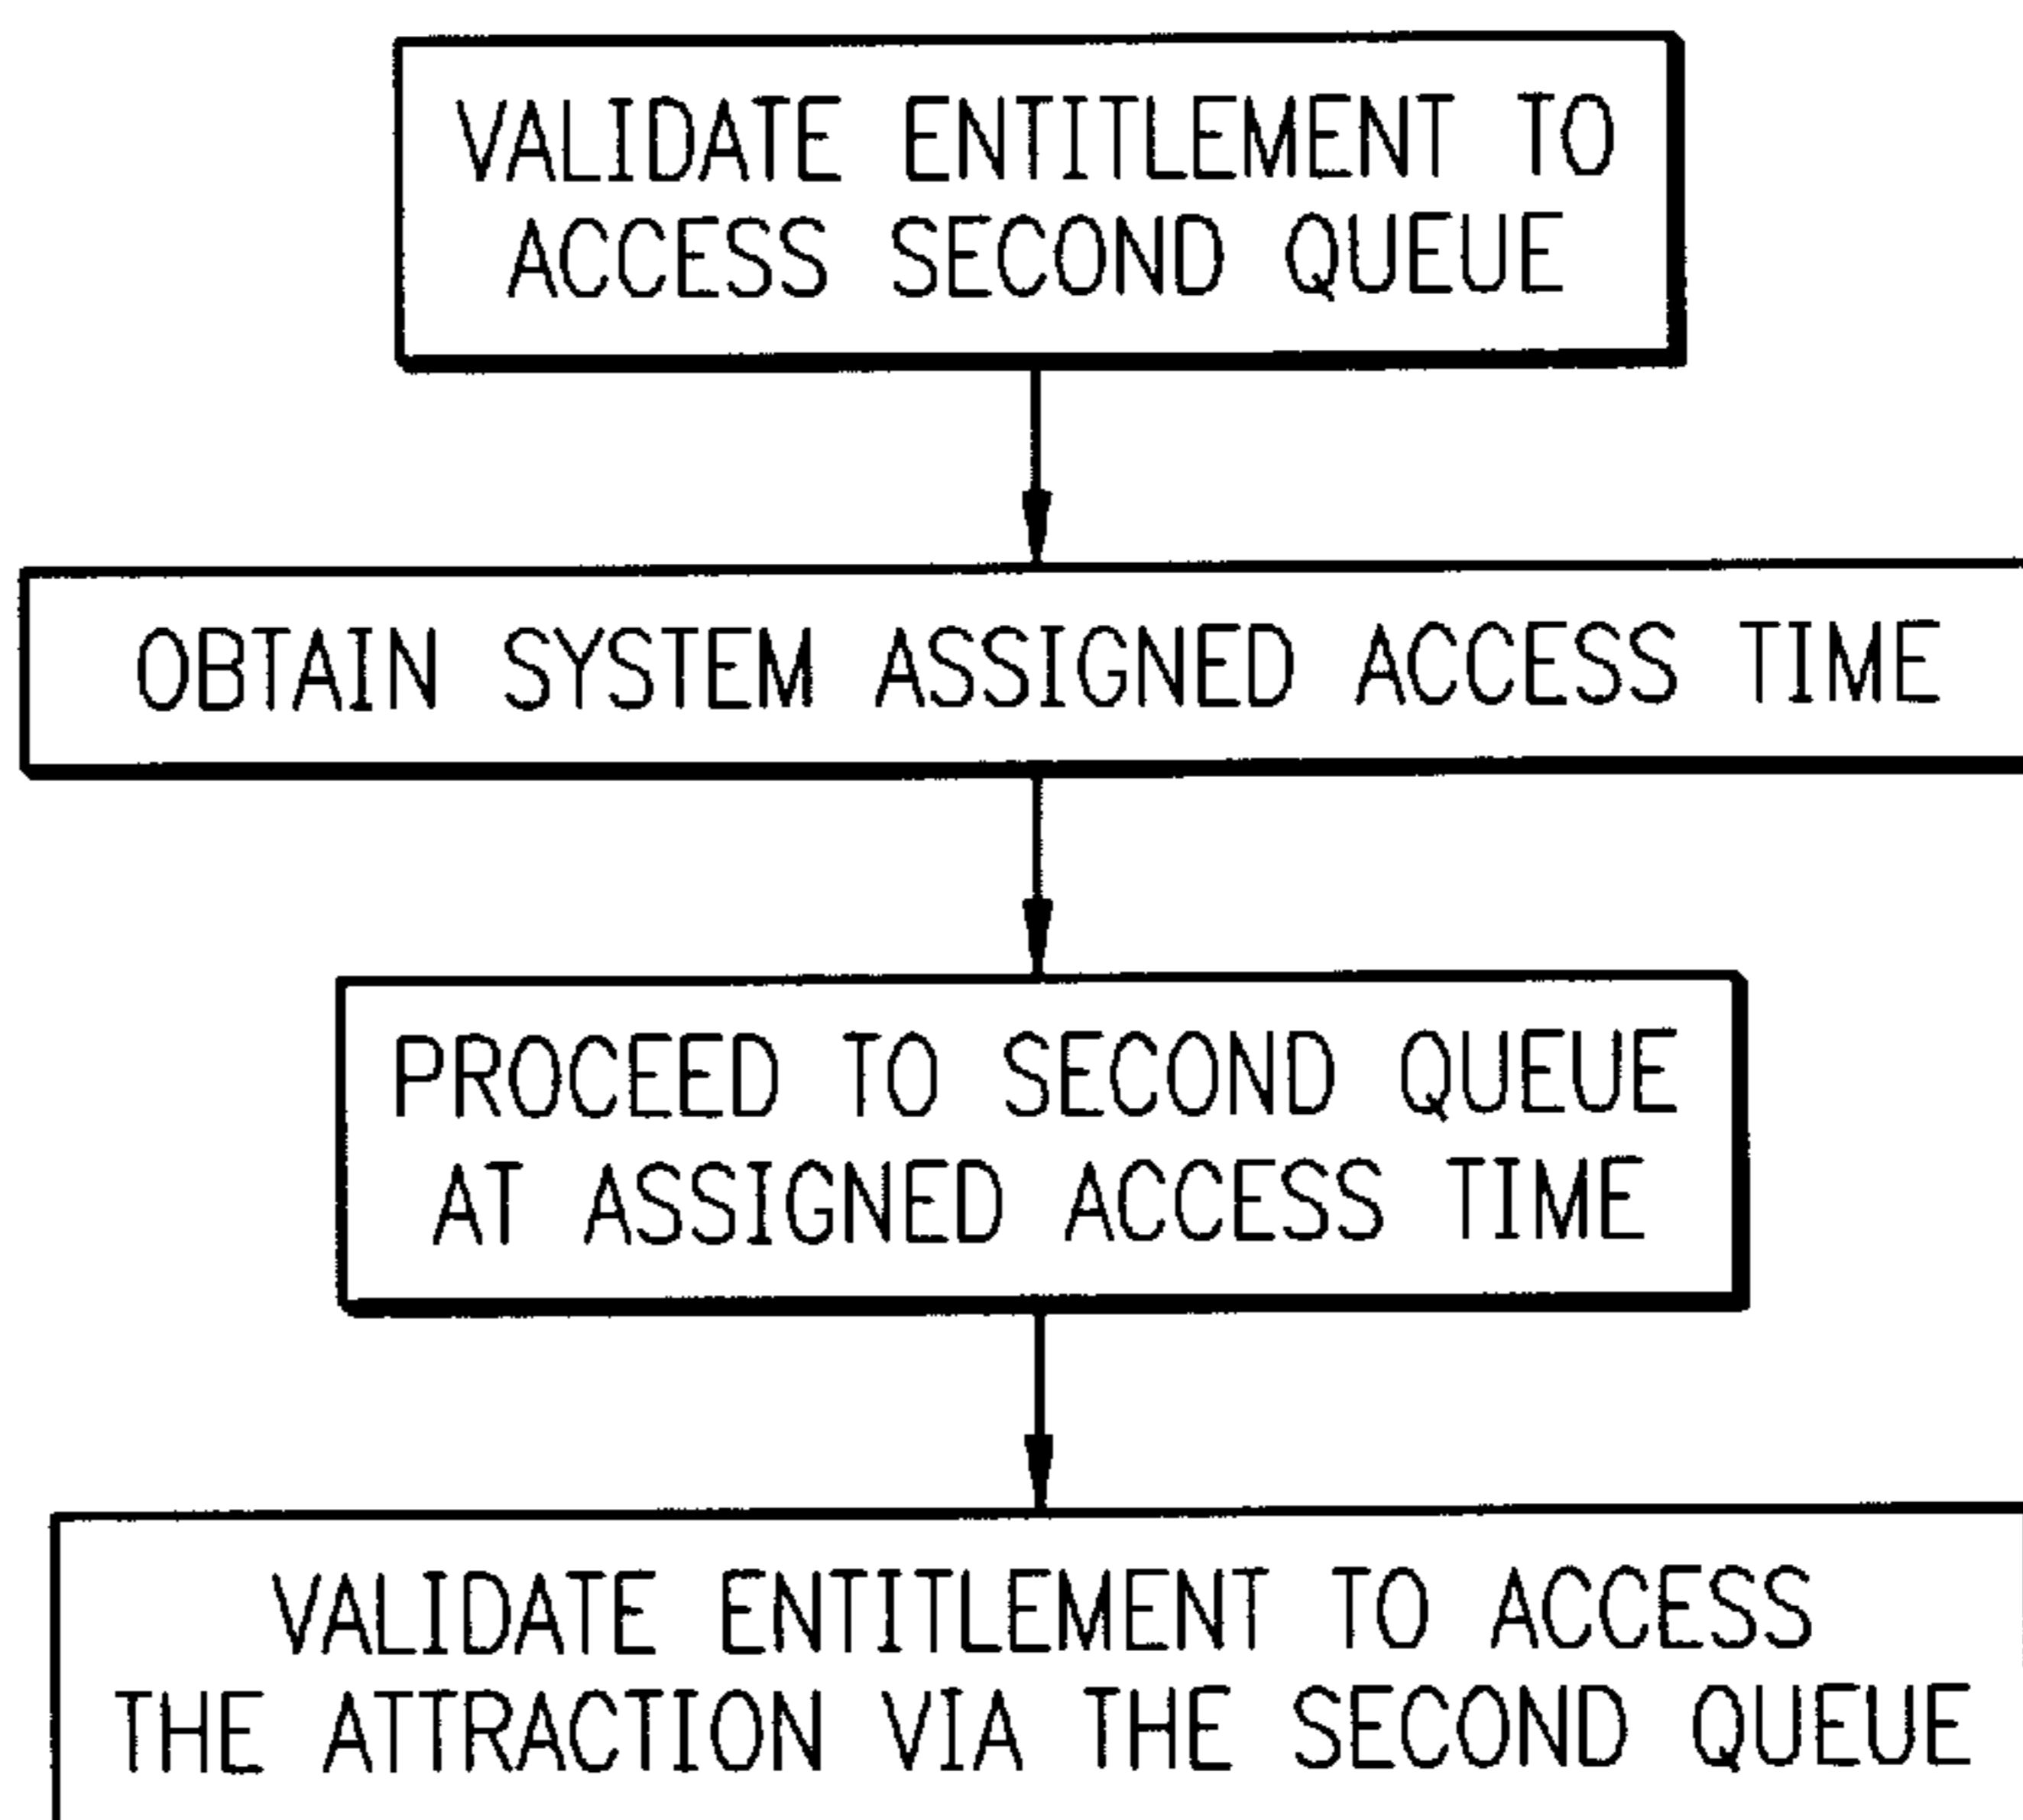 VALIDATE ENTITLEMENT TO
ACCESS SECOND QUEUE
OBTAIN SYSTEM ASSIGNED ACCESS TIME
PROCEED TO SECOND QUEUE
AT ASSIGNED ACCESS TIME
VALIDATE ENTITLEMENT TO ACCESS
THE ATTRACTION VIA THE SECOND QUEUE